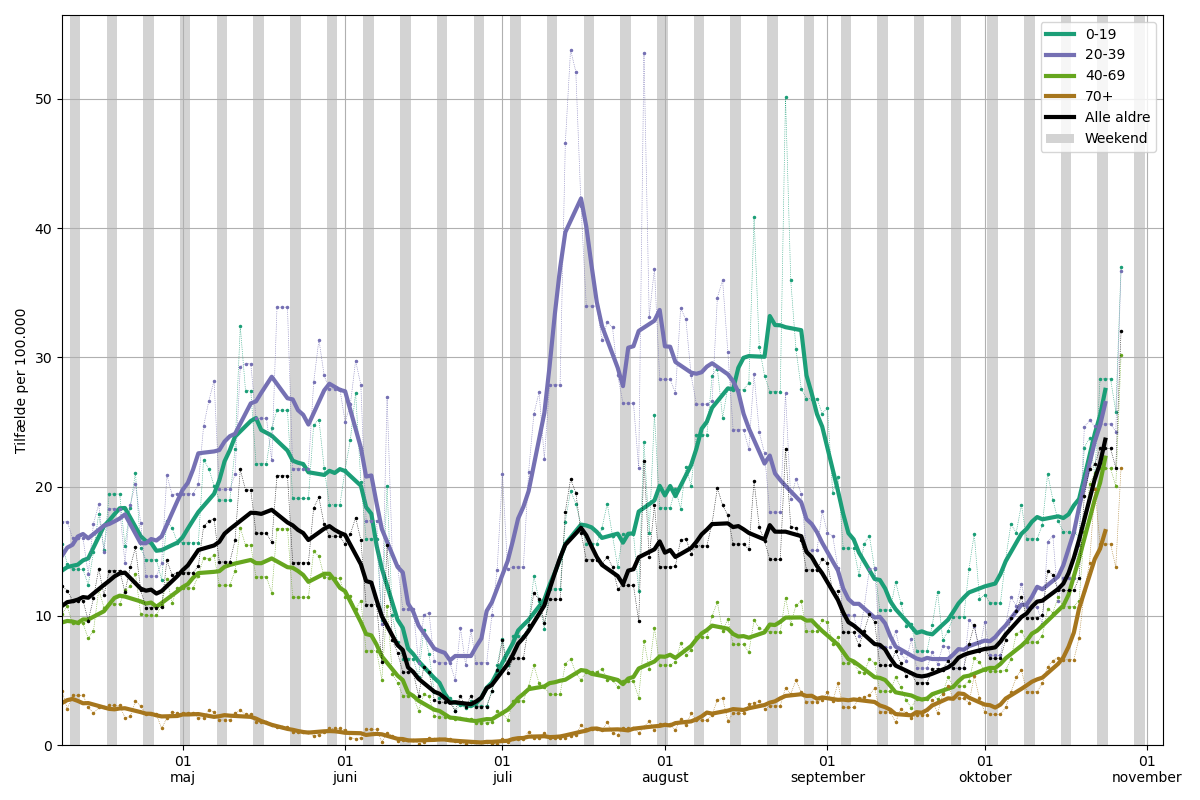 0-19
20-39
40-69
70+
Alle aldre
Weekend
Tilfælde per 100.000
50
40
30
20
10
0
01 01 01 01 01 01 01
maj juni juli august september oktober november